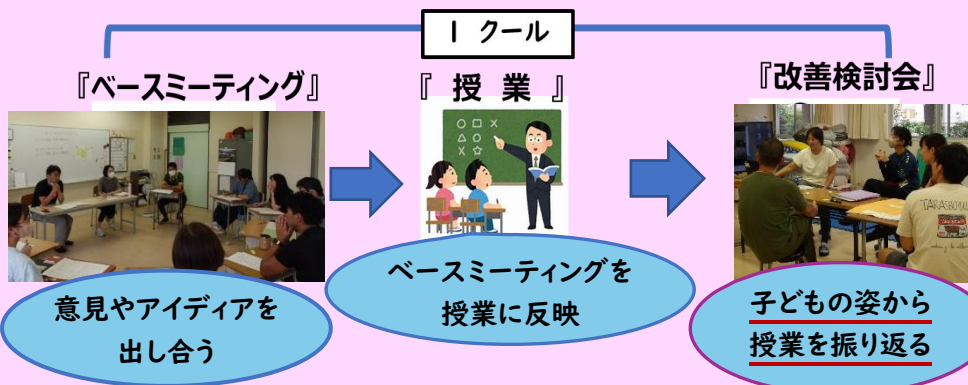 1 クール
『ベースミーティング』
『 授 業 』
『改善検討会』
○ □ ×
△ ○
× ☆
意見やアイディアを
出し合う
ベースミーティングを
授業に反映
子どもの姿から
授業を振り返る